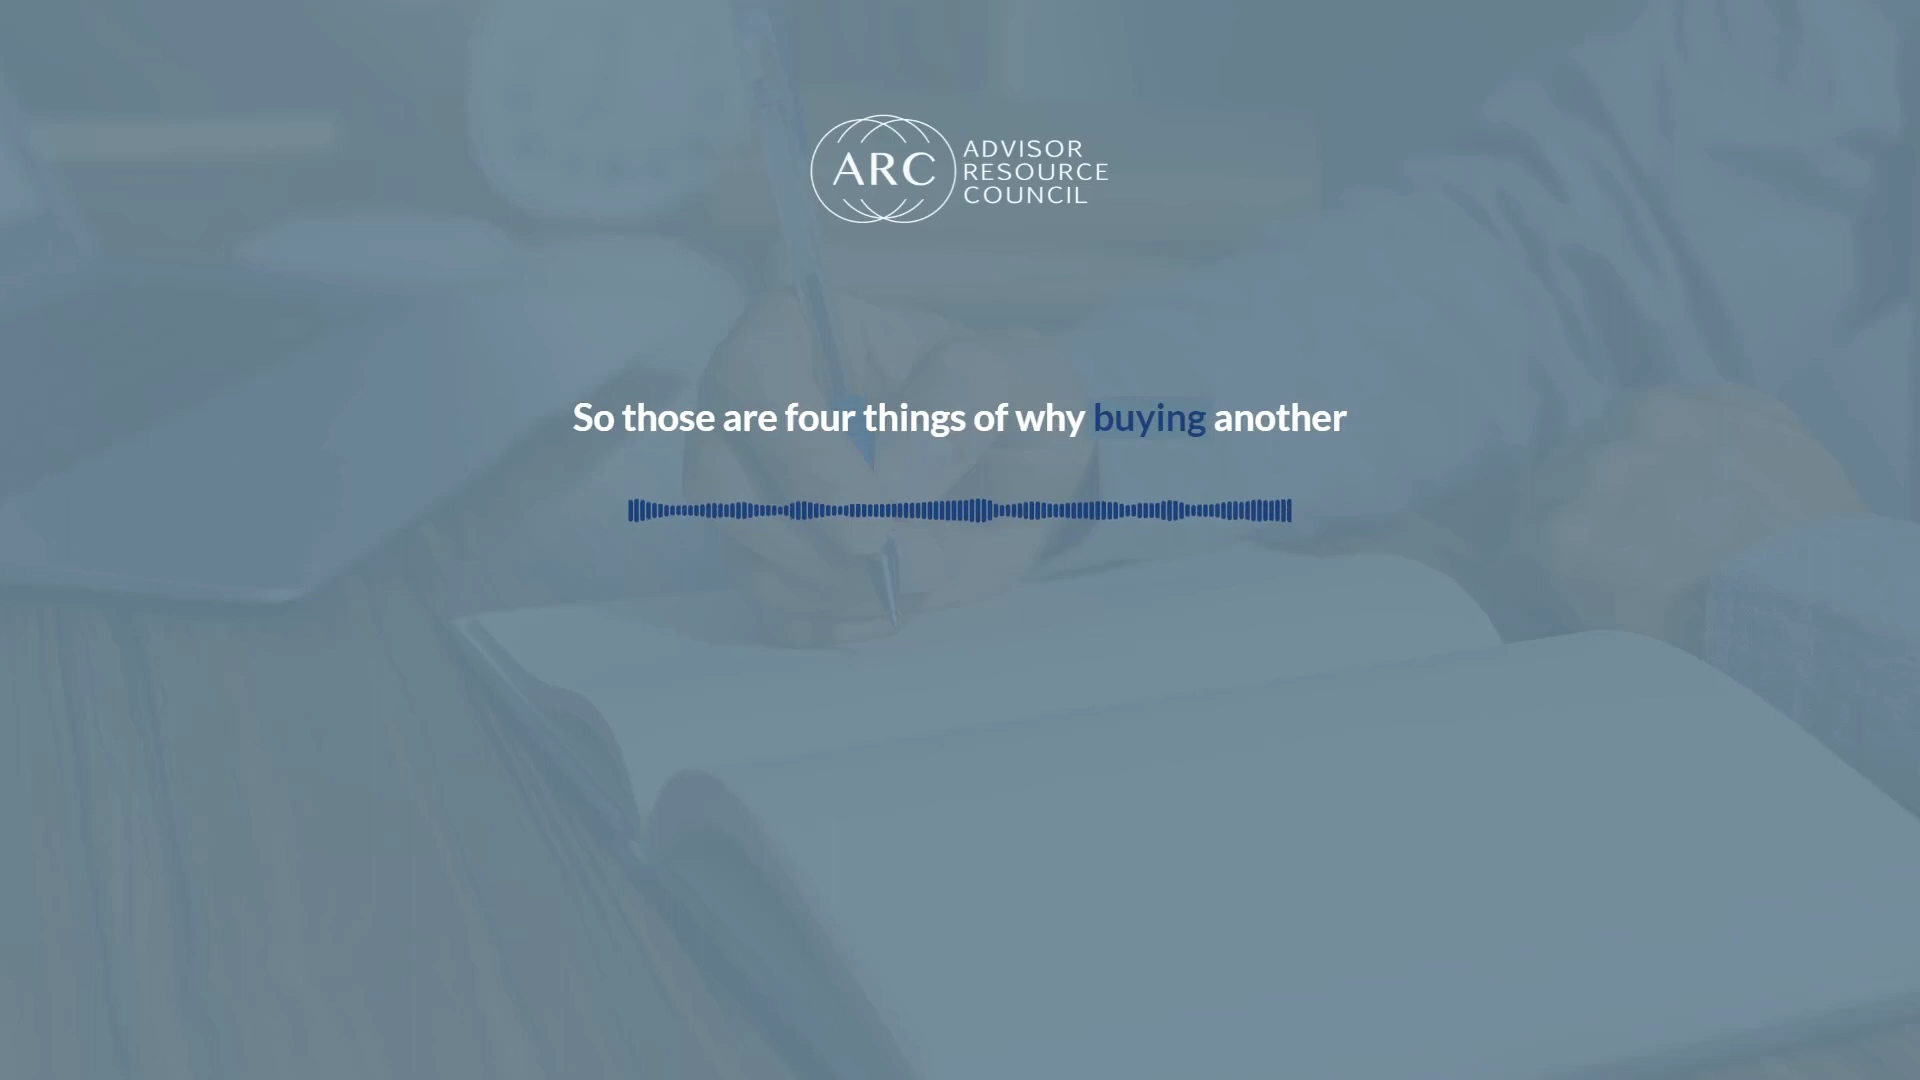 ARC
ADVISOR
RESOURCE
COUNCIL
So those are four things of why buying another